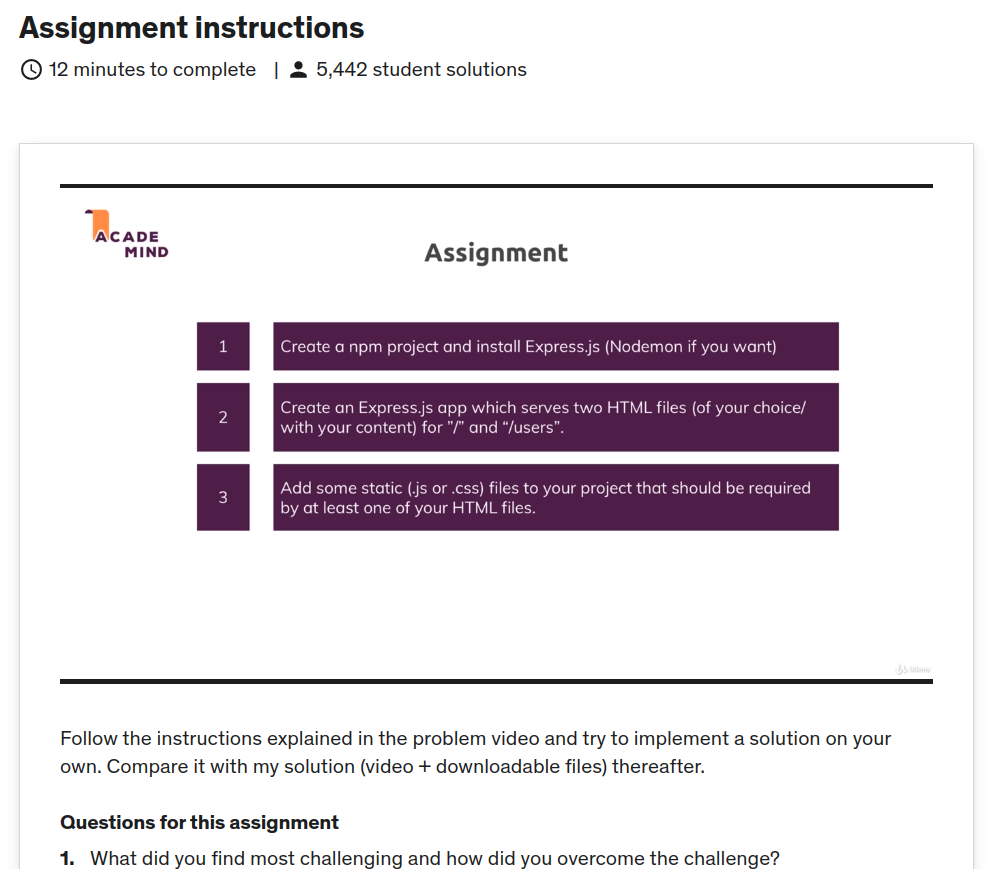 Assignment instructions
12 minutes to complete | 5,442 student solutions
ACADE
MIND
Assignment
1
Create a npm project and install Express.js (Nodemon if you want)
2
Create an Express.js app which serves two HTML files (of your choice/
with your content) for ”/” and “/users”.
3
Add some static (.js or .css) files to your project that should be required
by at least one of your HTML files.
Udemy
Follow the instructions explained in the problem video and try to implement a solution on your
own. Compare it with my solution (video + downloadable files) thereafter.
Questions for this assignment
1. What did you find most challenging and how did you overcome the challenge?